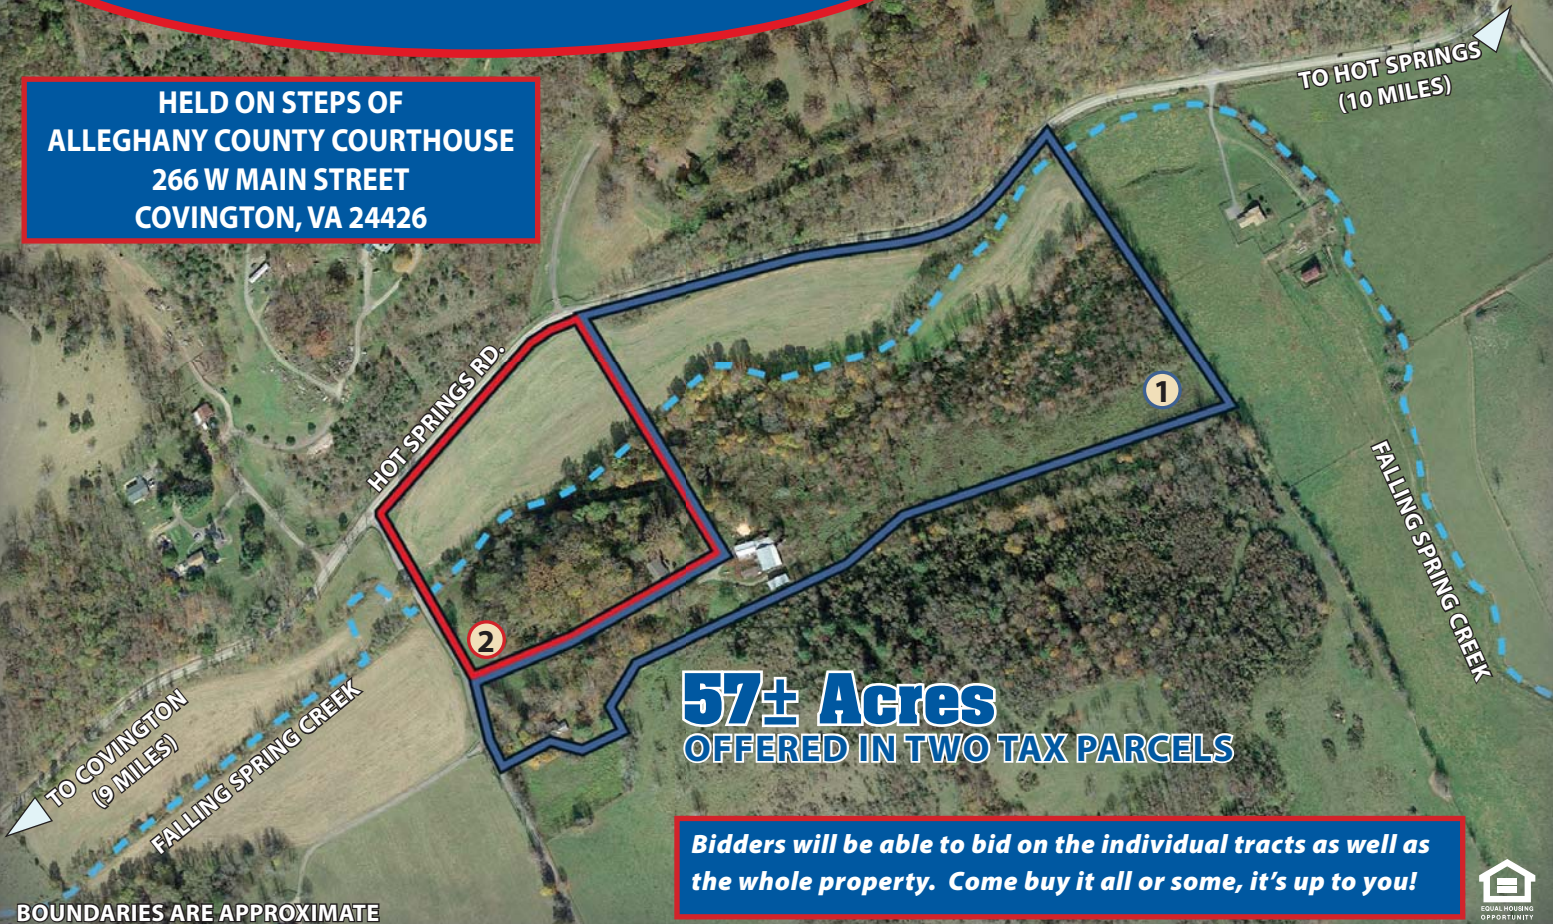 HELD ON STEPS OF
ALLEGHANY COUNTY COURTHOUSE
266 W MAIN STREET
COVINGTON, VA 24426
TO HOT SPRINGS
(10 MILES)
HOT SPRINGS RD.
1
2
FALLING SPRING CREEK
TO COVINGTON
(9 MILES)
FALLING SPRING CREEK
57± Acres
OFFERED IN TWO TAX PARCELS
Bidders will be able to bid on the individual tracts as well as
the whole property.  Come buy it all or some, it's up to you!
BOUNDARIES ARE APPROXIMATE
EQUAL HOUSING
OPPORTUNITY